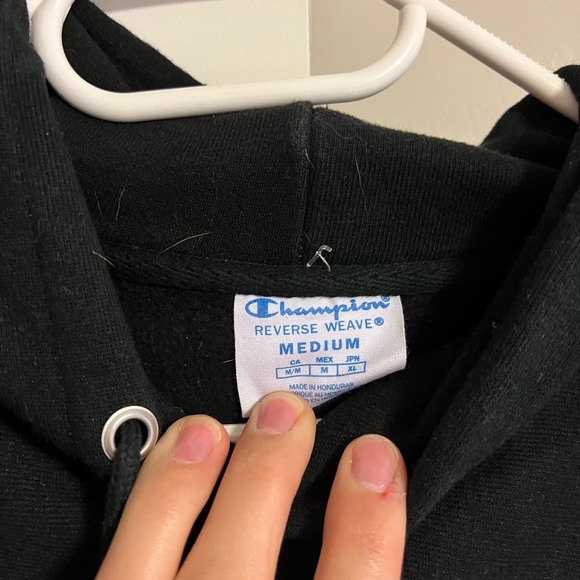 Champion®
REVERSE WEAVE®
MEDIUM
CA MEX JPN
M/M M XL
MADE IN HONDURAS